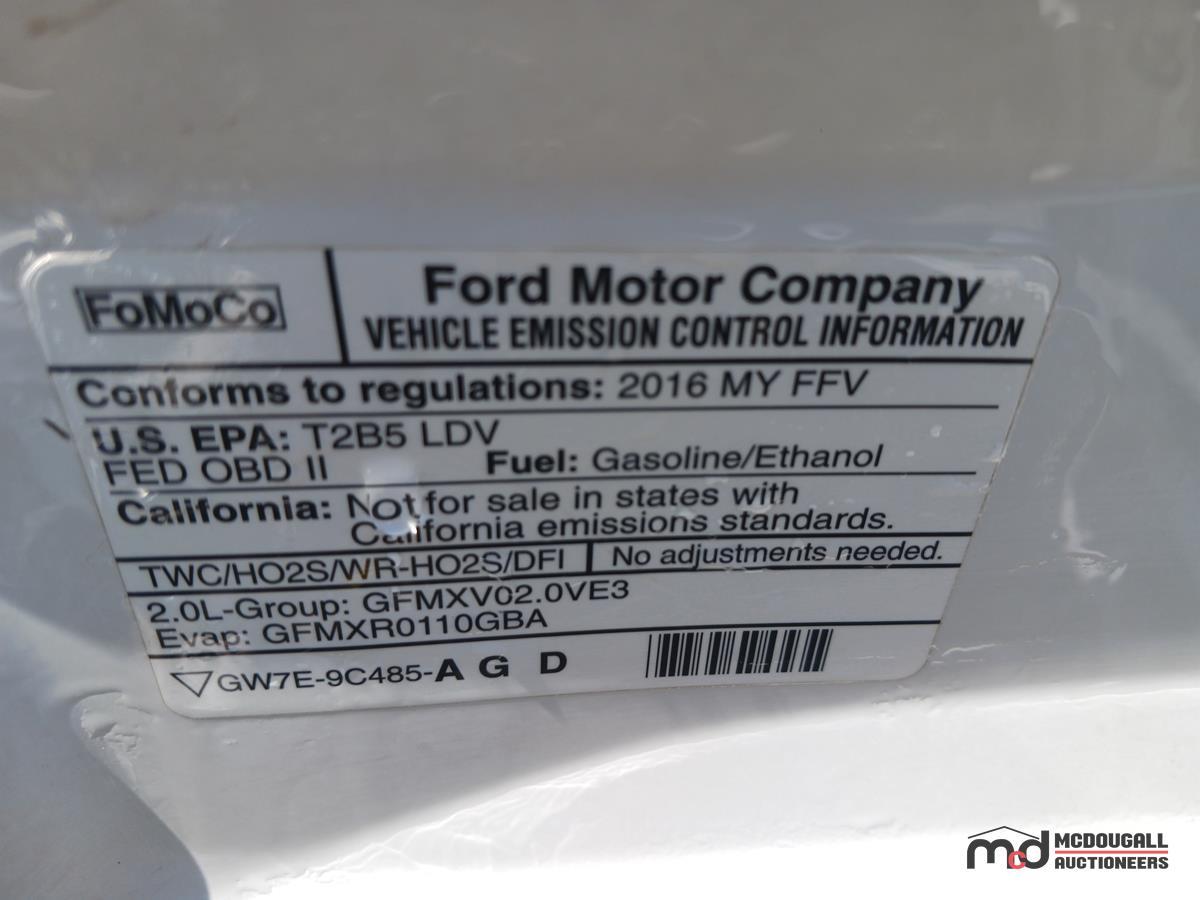 FoMoCo
Ford Motor Company
VEHICLE EMISSION CONTROL INFORMATION
Conforms to regulations: 2016 MY FFV
U.S. EPA: T2B5 LDV
FED OBD II Fuel: Gasoline/Ethanol
California: Not for sale in states with
California emissions standards.
TWC/HO2S/WR-HO2S/DFI No adjustments needed.
2.0L-Group: GFMXV02.0VE3
Evap: GFMXR0110GBA
GW7E-9C485-A G D
mcd MCDOUGALL
AUCTIONEERS